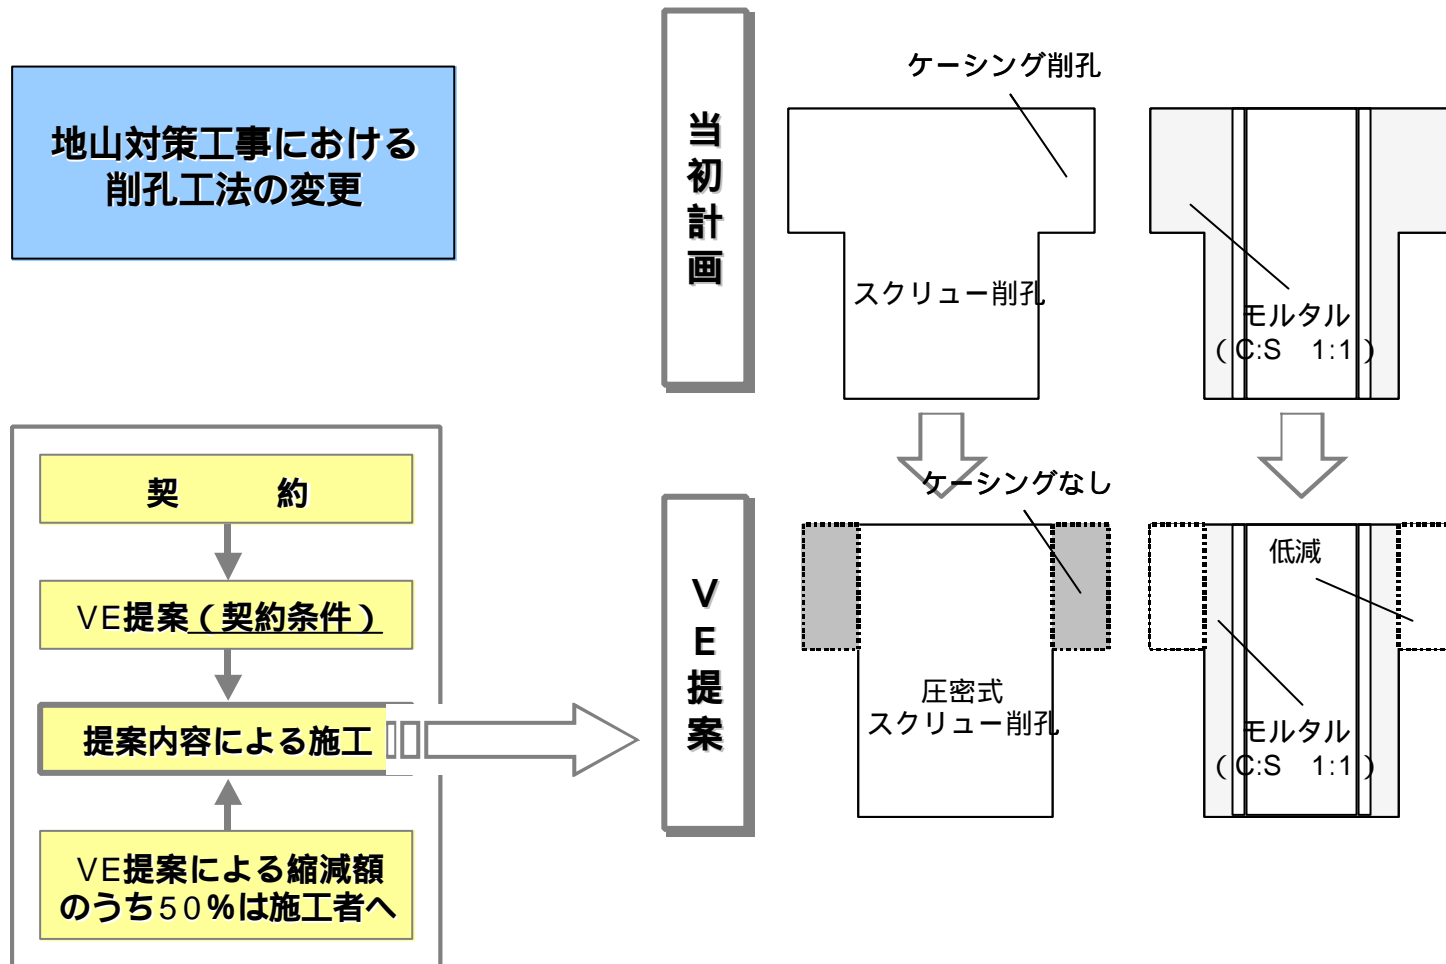 地山対策工事における
削孔工法の変更
契　　約
VE提案（契約条件）
提案内容による施工
VE提案による縮減額
のうち50%は施工者へ
当初計画
ケーシング削孔
スクリュー削孔
モルタル
（C:S　1:1）
VE提案
ケーシングなし
圧密式
スクリュー削孔
低減
モルタル
（C:S　1:1）